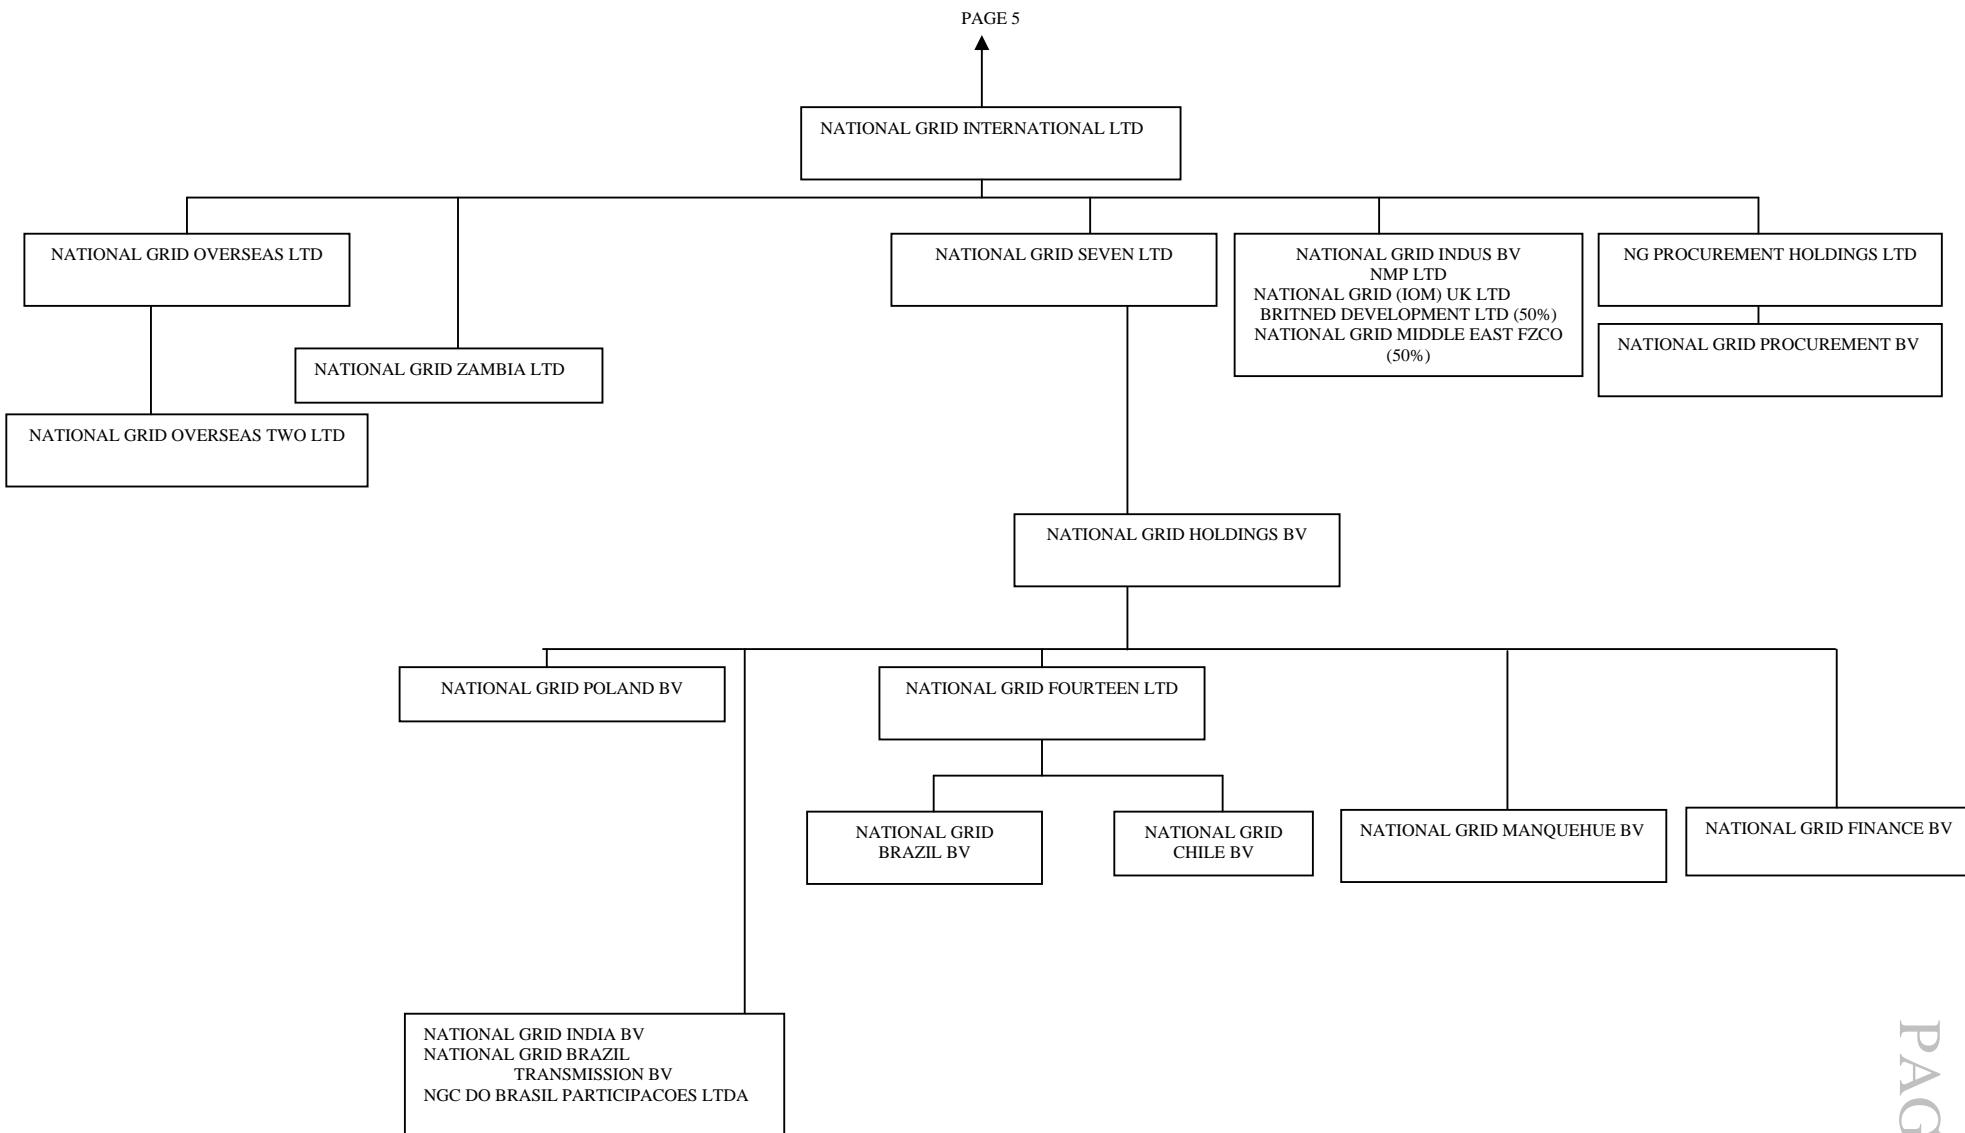 PAGE 5
NATIONAL GRID INTERNATIONAL LTD
NATIONAL GRID OVERSEAS LTD
NATIONAL GRID SEVEN LTD
NATIONAL GRID INDUS BV
NMP LTD
NATIONAL GRID (IOM) UK LTD
BRITNED DEVELOPMENT LTD (50%)
NATIONAL GRID MIDDLE EAST FZCO
(50%)
NG PROCUREMENT HOLDINGS LTD
NATIONAL GRID PROCUREMENT BV
NATIONAL GRID ZAMBIA LTD
NATIONAL GRID OVERSEAS TWO LTD
NATIONAL GRID HOLDINGS BV
NATIONAL GRID POLAND BV
NATIONAL GRID FOURTEEN LTD
NATIONAL GRID
BRAZIL BV
NATIONAL GRID
CHILE BV
NATIONAL GRID MANQUEHUE BV
NATIONAL GRID FINANCE BV
NATIONAL GRID INDIA BV
NATIONAL GRID BRAZIL
TRANSMISSION BV
NGC DO BRASIL PARTICIPACOES LTDA
PAG